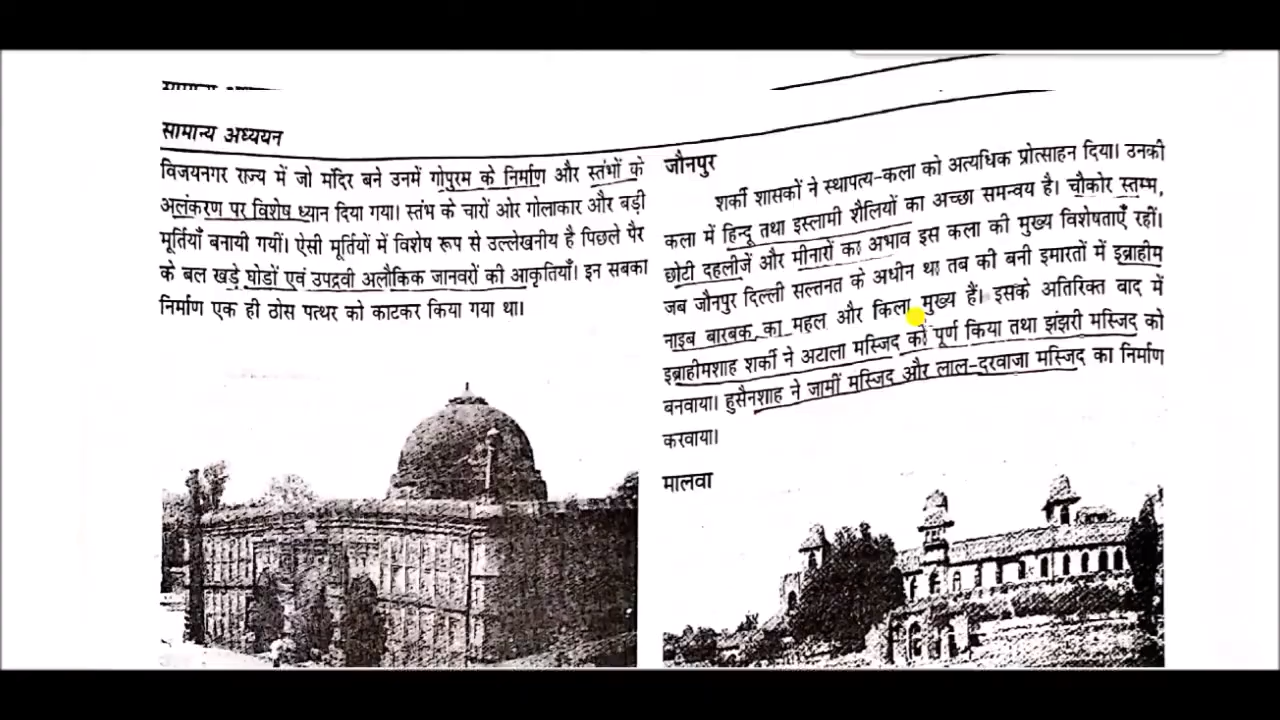 सामान्य अध्ययन
विजयनगर राज्य में जो मंदिर बने उनमें गोपुरम के निर्माण और स्तंभों के
अलंकरण पर विशेष ध्यान दिया गया। स्तंभ के चारों ओर गोलाकार और बड़ी
मूर्तियाँ बनायी गयीं। ऐसी मूर्तियों में विशेष रूप से उल्लेखनीय है पिछले पैर
के बल खड़े घोडों एवं उपद्रवी अलौकिक जानवरों की आकृतियाँ। इन सबका
निर्माण एक ही ठोस पत्थर को काटकर किया गया था।
जौनपुर
शर्की शासकों ने स्थापत्य-कला को अत्यधिक प्रोत्साहन दिया। उनकी
कला में हिन्दू तथा इस्लामी शैलियों का अच्छा समन्वय है। चौकोर स्तम्भ,
छोटी दहलीजें और मीनारों का अभाव इस कला की मुख्य विशेषताएँ रहीं।
जब जौनपुर दिल्ली सल्तनत के अधीन था तब की बनी इमारतों में इब्राहीम
नाइब बारबक का महल और किला मुख्य हैं। इसके अतिरिक्त बाद में
इब्राहीमशाह शर्की ने अटाला मस्जिद को पूर्ण किया तथा झंझरी मस्जिद को
बनवाया। हुसैनशाह ने जामीं मस्जिद और लाल-दरवाजा मस्जिद का निर्माण
करवाया।
मालवा